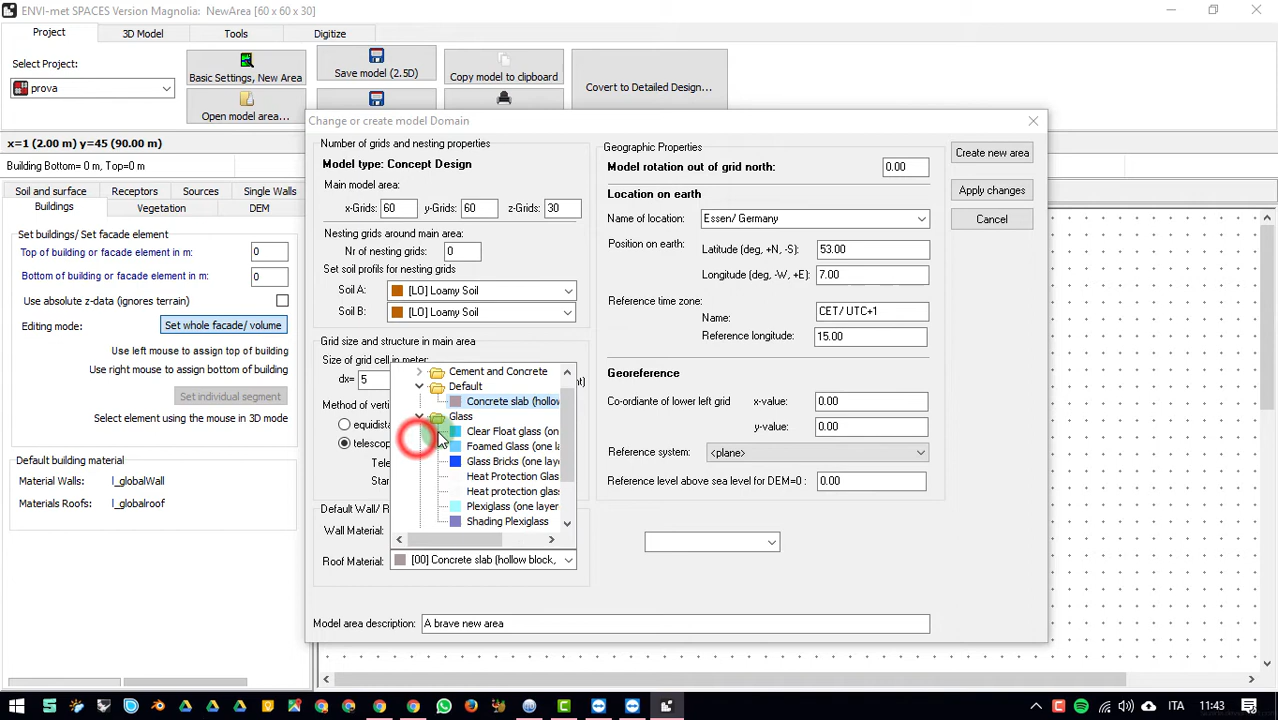 ENVI-met SPACES Version Magnolia: NewArea [60 x 60 x 30]
Project
3D Model
Tools
Digitize
Select Project:
prova
Basic Settings, New Area
Open model area...
Save model (2.5D)
Copy model to clipboard
Covert to Detailed Design...
x=1 (2.00 m) y=45 (90.00 m)
Building Bottom= 0 m, Top=0 m
Soil and surface
Receptors
Sources
Single Walls
Buildings
Vegetation
DEM
Set buildings/ Set facade element
Top of building or facade element in m:
0
Bottom of building or facade element in m:
0
Use absolute z-data (ignores terrain)
Editing mode:
Set whole facade/ volume
Use left mouse to assign top of building
Use right mouse to assign bottom of building
Set individual segment
Select element using the mouse in 3D mode
Default building material
Material Walls:
I_globalWall
Materials Roofs:
I_globalroof
Change or create model Domain
Number of grids and nesting properties
Model type: Concept Design
Main model area:
x-Grids: 60
y-Grids: 60
z-Grids: 30
Nesting grids around main area:
Nr of nesting grids: 0
Set soil profils for nesting grids
Soil A: [LO] Loamy Soil
Soil B: [LO] Loamy Soil
Grid size and structure in main area
Size of grid cell in meter:
dx= 5
Method of vertic
equidista
telescop
Tele
Star
Default Wall/ R
Wall Material:
Cement and Concrete
Default
Concrete slab (hollow
Glass
Clear Float glass (on
Foamed Glass (one la
Glass Bricks (one laye
Heat Protection Glas
Heat protection glass
Plexiglass (one layer
Shading Plexiglass
Roof Material: [00] Concrete slab (hollow block,
Model area description: A brave new area
Geographic Properties
Model rotation out of grid north: 0.00
Location on earth
Name of location: Essen/ Germany
Position on earth:
Latitude (deg, +N, -S): 53.00
Longitude (deg, -W, +E): 7.00
Reference time zone:
Name: CET/ UTC+1
Reference longitude: 15.00
Georeference
Co-ordiante of lower left grid
x-value: 0.00
y-value: 0.00
Reference system: <plane>
Reference level above sea level for DEM=0 : 0.00
Create new area
Apply changes
Cancel
ITA
11:43